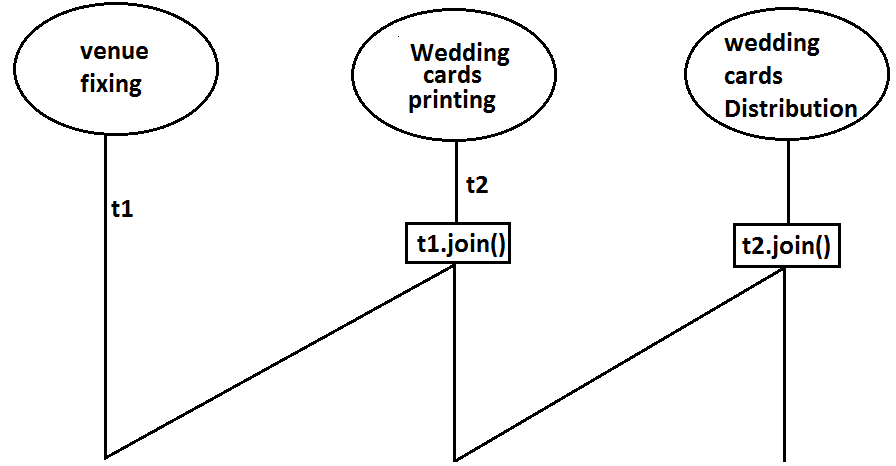 venue
fixing
Wedding
cards
printing
wedding
cards
Distribution
t1
t2
t1.join()
t2.join()